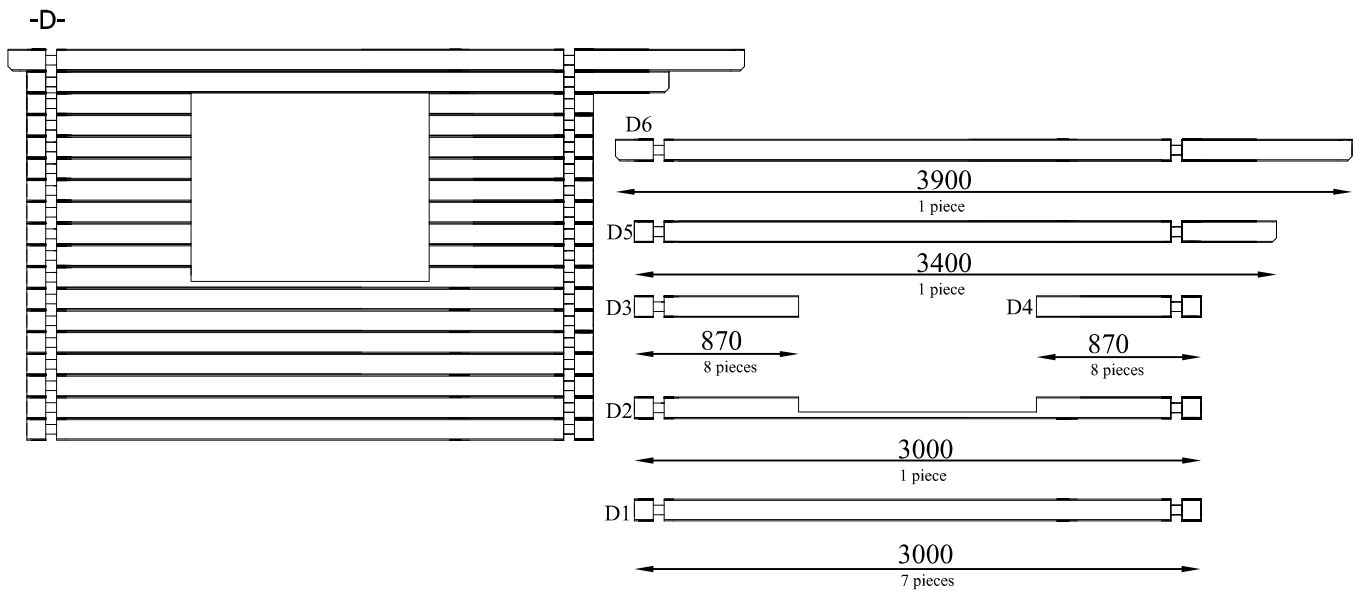 -D-
D6
3900
1 piece
D5
3400
1 piece
D3
D4
870
8 pieces
870
8 pieces
D2
3000
1 piece
D1
3000
7 pieces